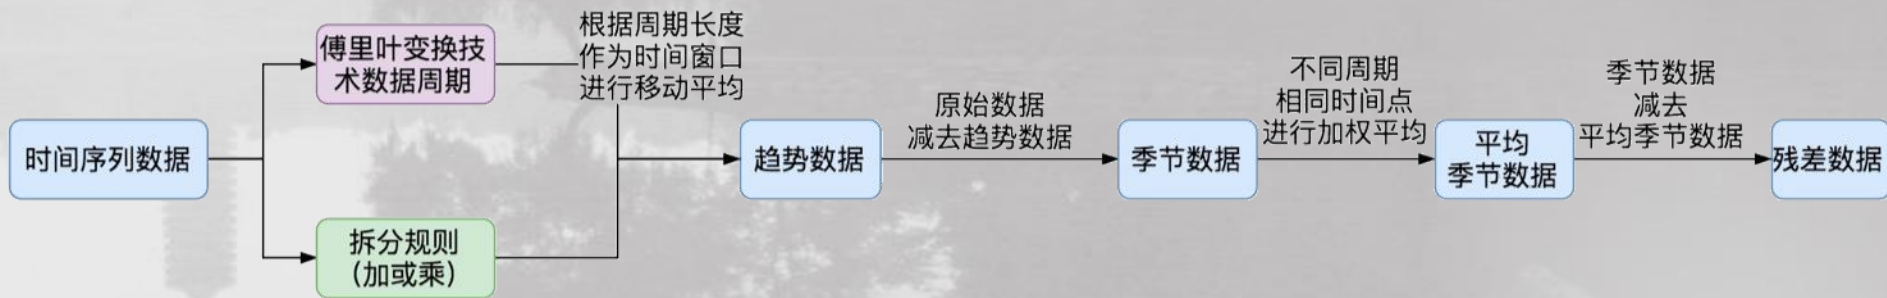 时间序列数据
傅里叶变换技
术数据周期
拆分规则
（加或乘）
根据周期长度
作为时间窗口
进行移动平均
趋势数据
原始数据
减去趋势数据
季节数据
不同周期
相同时间点
进行加权平均
平均
季节数据
季节数据
减去
平均季节数据
残差数据